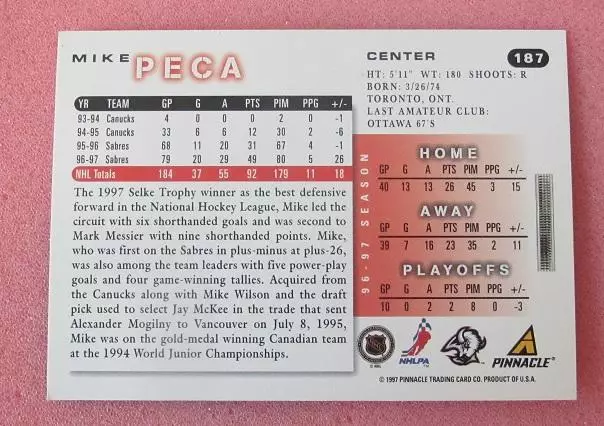 MIKE PECA
CENTER
187
HT: 5'11" WT: 180 SHOOTS: R
BORN: 3/26/74
TORONTO, ONT.
LAST AMATEUR CLUB:
OTTAWA 67'S
YR TEAM GP G A PTS PIM PPG +/-
93-94 Canucks 4 0 0 0 2 0 -1
94-95 Canucks 33 6 6 12 30 2 -6
95-96 Sabres 68 11 20 31 67 4 -1
96-97 Sabres 79 20 29 49 80 5 26
NHL Totals 184 37 55 92 179 11 18
The 1997 Selke Trophy winner as the best defensive
forward in the National Hockey League, Mike led the
circuit with six shorthanded goals and was second to
Mark Messier with nine shorthanded points. Mike,
who was first on the Sabres in plus-minus at plus-26,
was also among the team leaders with five power-play
goals and four game-winning tallies. Acquired from
the Canucks along with Mike Wilson and the draft
pick used to select Jay McKee in the trade that sent
Alexander Mogilny to Vancouver on July 8, 1995,
Mike was on the gold-medal winning Canadian team
at the 1994 World Junior Championships.
96-97 SEASON
HOME
GP G A PTS PIM PPG +/-
40 13 13 26 45 3 15
AWAY
GP G A PTS PIM PPG +/-
39 7 16 23 35 2 11
PLAYOFFS
GP G A PTS PIM PPG +/-
10 0 2 2 8 0 -3
NHL
© NHL
NHLPA
PINNACLE
© 1997 PINNACLE TRADING CARD CO. PRODUCT OF U.S.A.